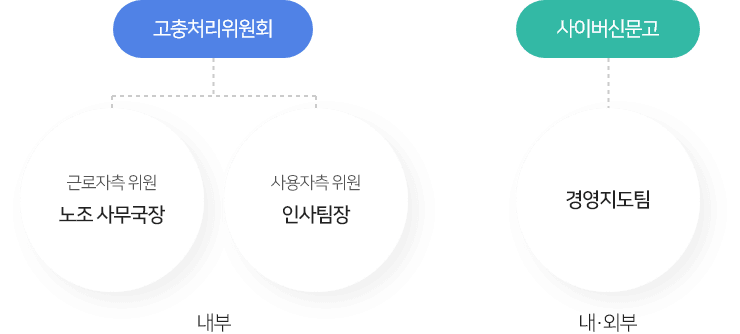 고충처리위원회
사이버신문고
근로자측 위원
노조 사무국장
사용자측 위원
인사팀장
경영지도팀
내부
내·외부